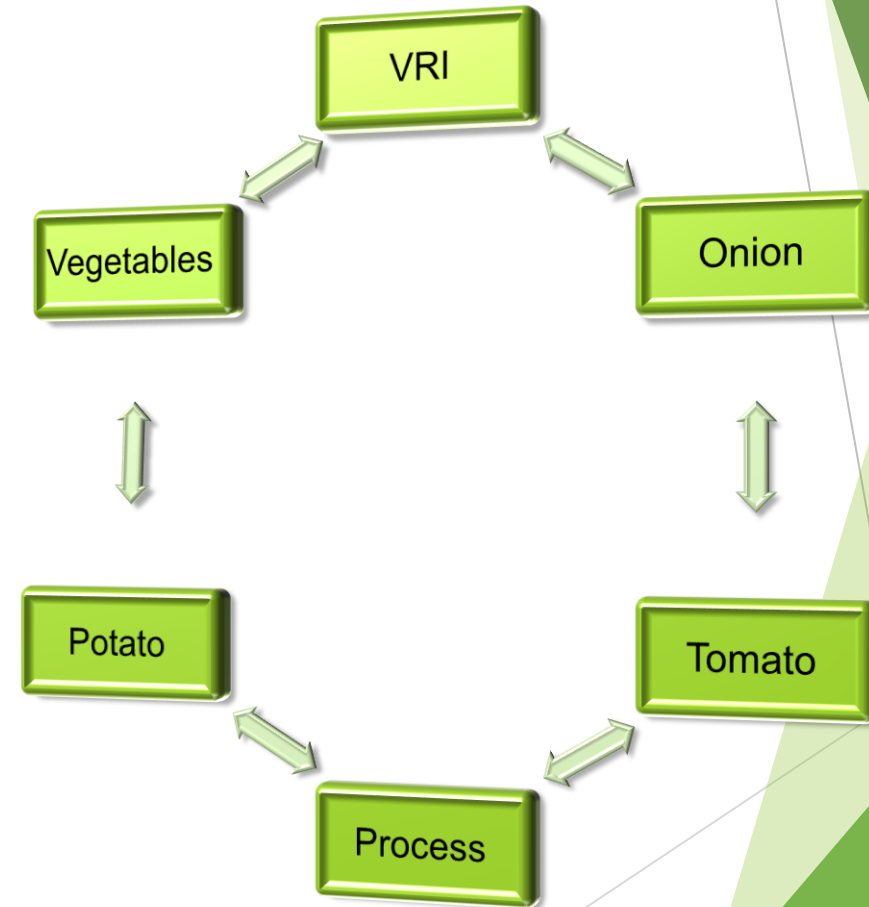 VRI
Vegetables
Onion
Potato
Tomato
Process